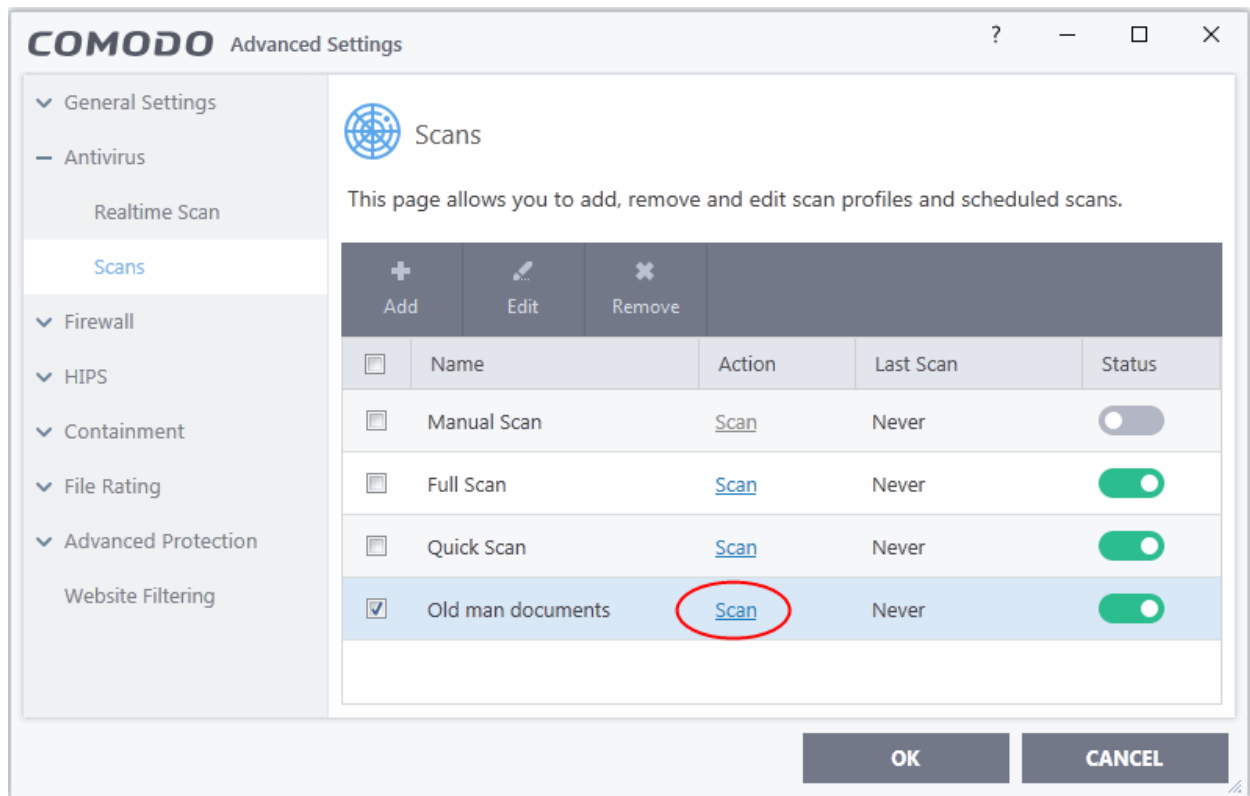 COMODO Advanced Settings ?
General Settings
Antivirus
Realtime Scan
Scans
Firewall
HIPS
Containment
File Rating
Advanced Protection
Website Filtering
Scans
This page allows you to add, remove and edit scan profiles and scheduled scans.
Add Edit Remove
Name Action Last Scan Status
Manual Scan Scan Never
Full Scan Scan Never
Quick Scan Scan Never
Old man documents Scan Never
OK CANCEL